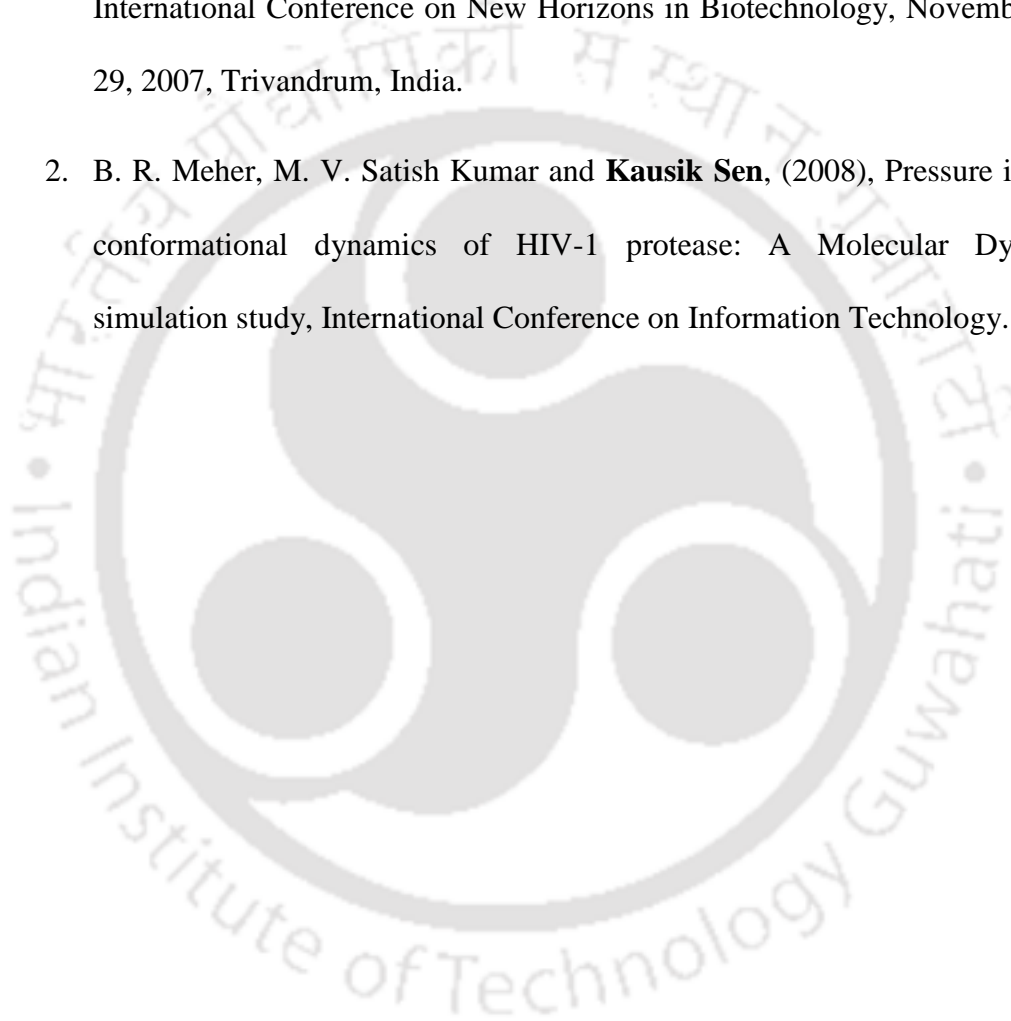 International Conference on New Horizons in Biotechnology, Novemb
29, 2007, Trivandrum, India.
2. B. R. Meher, M. V. Satish Kumar and Kausik Sen, (2008), Pressure i
conformational dynamics of HIV-1 protease: A Molecular Dy
simulation study, International Conference on Information Technology.
Indian Institute of Technology Guwahati